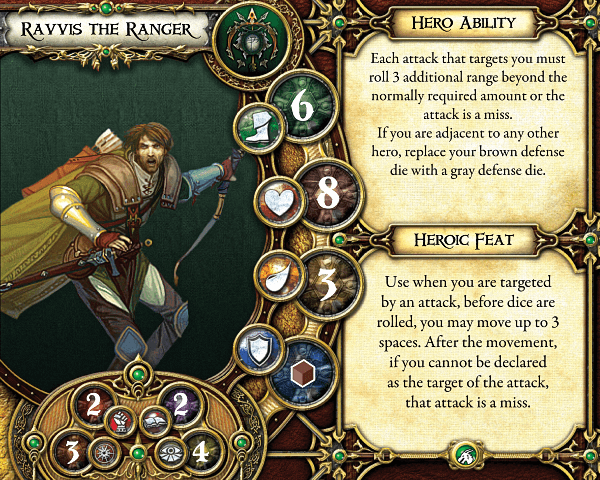 Ravvis the Ranger
6
8
3
2
2
3
4
Hero Ability
Each attack that targets you must
roll 3 additional range beyond the
normally required amount or the
attack is a miss.
If you are adjacent to any other
hero, replace your brown defense
die with a gray defense die.
Heroic Feat
Use when you are targeted
by an attack, before dice are
rolled, you may move up to 3
spaces. After the movement,
if you cannot be declared
as the target of the attack,
that attack is a miss.